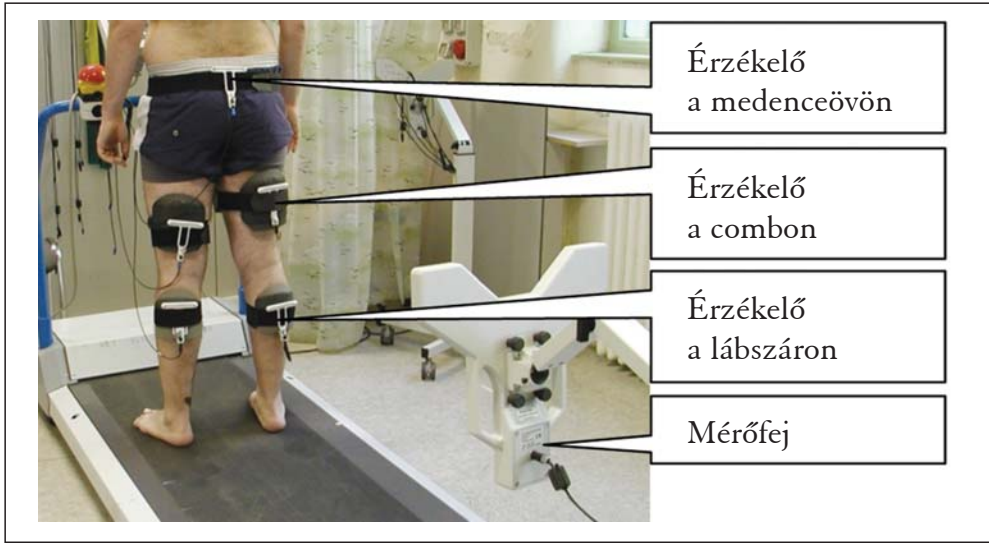 Érzékelő
a medenceövön
Érzékelő
a combon
Érzékelő
a lábszáron
Mérőfej